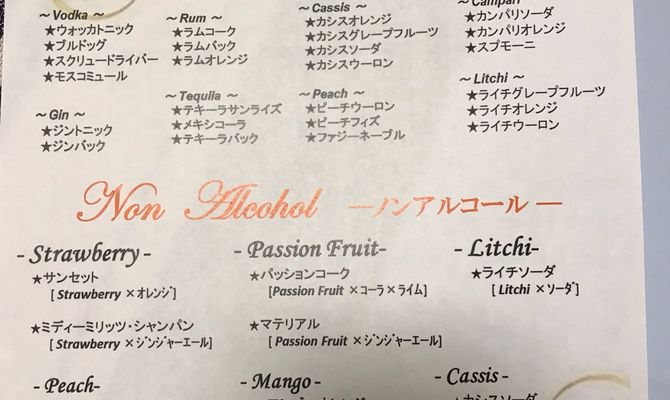 ~ Vodka ~
★ウォッカトニック
★ブルドッグ
★スクリュードライバー
★モスコミュール
~ Gin ~
★ジントニック
★ジンバック
~ Rum ~
★ラムコーク
★ラムバック
★ラムオレンジ
~ Tequila ~
★テキーラサンライズ
★メキシコーラ
★テキーラバック
~ Cassis ~
★カシスオレンジ
★カシスグレープフルーツ
★カシスソーダ
★カシスウーロン
~ Peach ~
★ピーチウーロン
★ピーチフィズ
★ファジーネーブル
~ Campari ~
★カンパリソーダ
★カンパリオレンジ
★スプモーニ
~ Litchi ~
★ライチグレープフルーツ
★ライチオレンジ
★ライチウーロン
Non Alcohol ―ノンアルコール―
- Strawberry -
★サンセット
[ Strawberry ×オレンジ]
★ミディーミリッツ・シャンパン
[ Strawberry ×ジンジャーエール]
- Passion Fruit-
★パッションコーク
[Passion Fruit ×コーラ×ライム]
★マテリアル
[ Passion Fruit ×ジンジャーエール]
- Litchi-
★ライチソーダ
[ Litchi ×ソーダ]
- Peach-
- Mango -
- Cassis -
★カシスソーダ